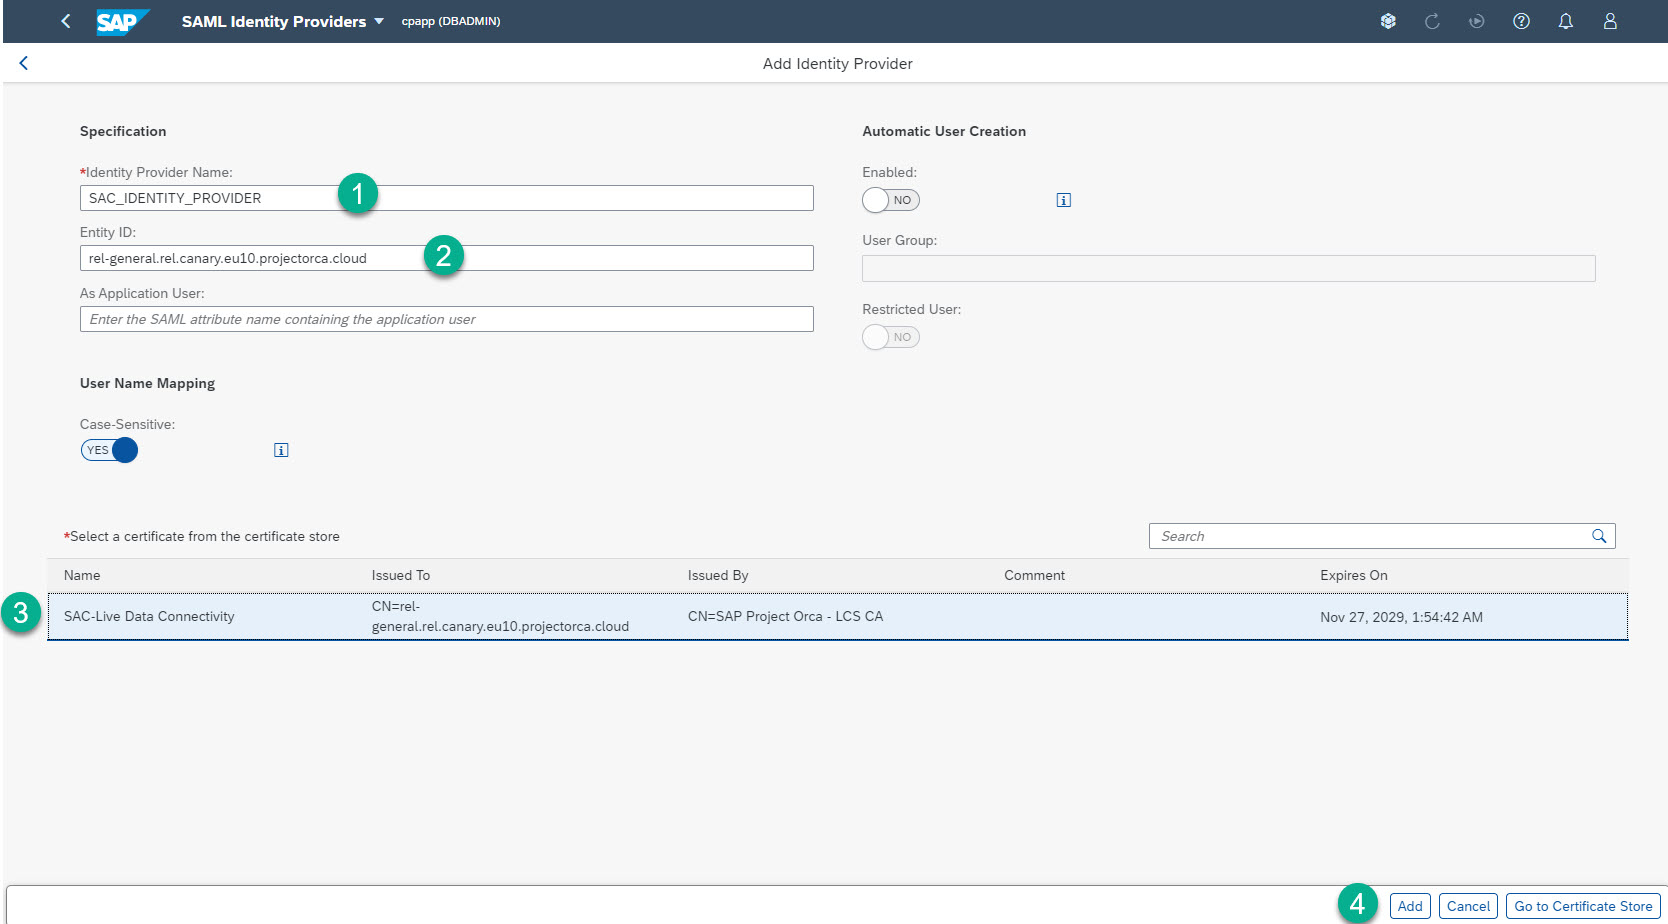 SAP SAML Identity Providers cpapp (DBADMIN)
Add Identity Provider
Specification
*Identity Provider Name:
SAC_IDENTITY_PROVIDER
1
Entity ID:
rel-general.rel.canary.eu10.projectorca.cloud
2
As Application User:
Enter the SAML attribute name containing the application user
User Name Mapping
Case-Sensitive:
YES
Automatic User Creation
Enabled:
NO
User Group:
Restricted User:
NO
*Select a certificate from the certificate store
Search
Name Issued To Issued By Comment Expires On
3
SAC-Live Data Connectivity
CN=rel-
general.rel.canary.eu10.projectorca.cloud
CN=SAP Project Orca - LCS CA
Nov 27, 2029, 1:54:42 AM
4
Add Cancel Go to Certificate Store